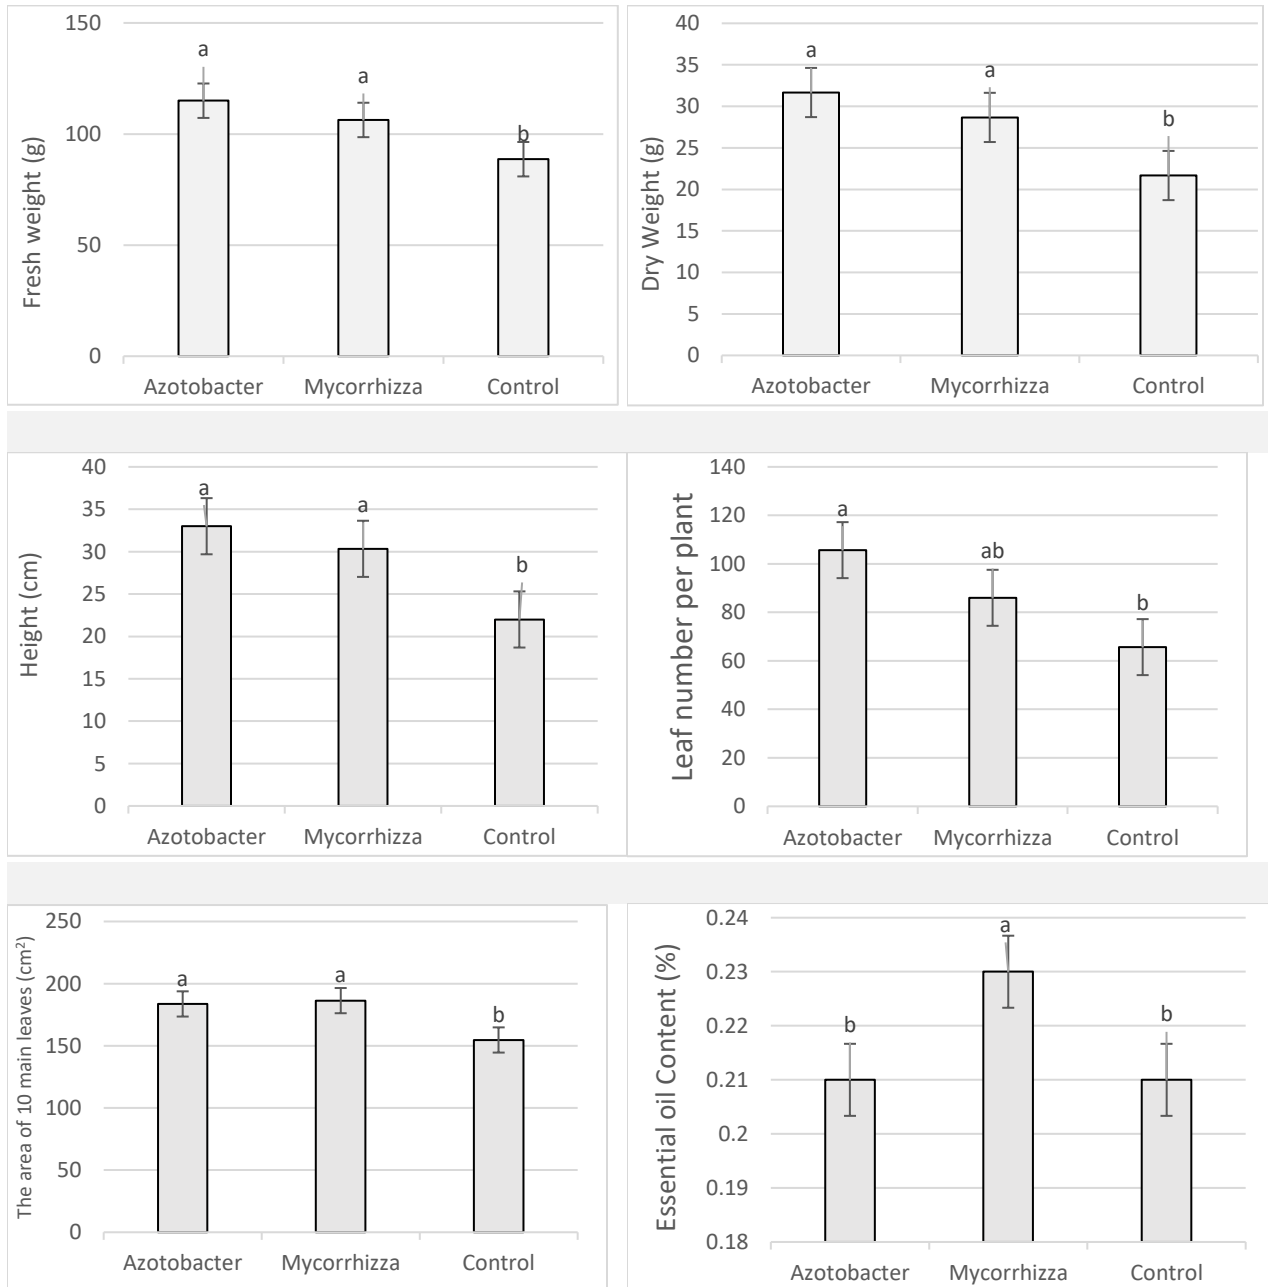 Fresh weight (g)
150
100
50
0
a
a
b
Azotobacter Mycorrhizza Control
Dry Weight (g)
40
35
30
25
20
15
10
5
0
a
a
b
Azotobacter Mycorrhizza Control
Height (cm)
40
35
30
25
20
15
10
5
0
a
a
b
Azotobacter Mycorrhizza Control
Leaf number per plant
140
120
100
80
60
40
20
0
a
ab
b
Azotobacter Mycorrhizza Control
The area of 10 main leaves (cm²)
250
200
150
100
50
0
a
a
b
Azotobacter Mycorrhizza Control
Essential oil Content (%)
0.24
0.23
0.22
0.21
0.2
0.19
0.18
b
a
b
Azotobacter Mycorrhizza Control